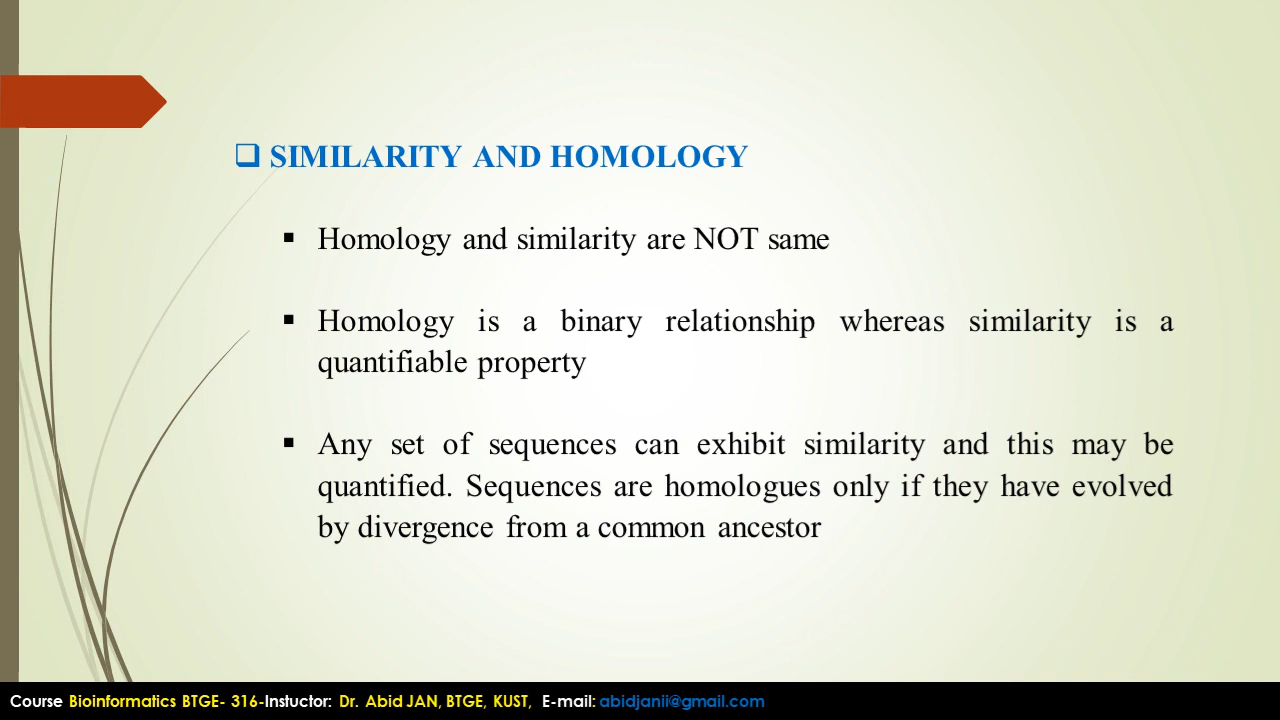 ❑ SIMILARITY AND HOMOLOGY
▪ Homology and similarity are NOT same
▪ Homology is a binary relationship whereas similarity is a
quantifiable property
▪ Any set of sequences can exhibit similarity and this may be
quantified. Sequences are homologues only if they have evolved
by divergence from a common ancestor
Course Bioinformatics BTGE- 316-Instuctor: Dr. Abid JAN, BTGE, KUST, E-mail: abidjanii@gmail.com